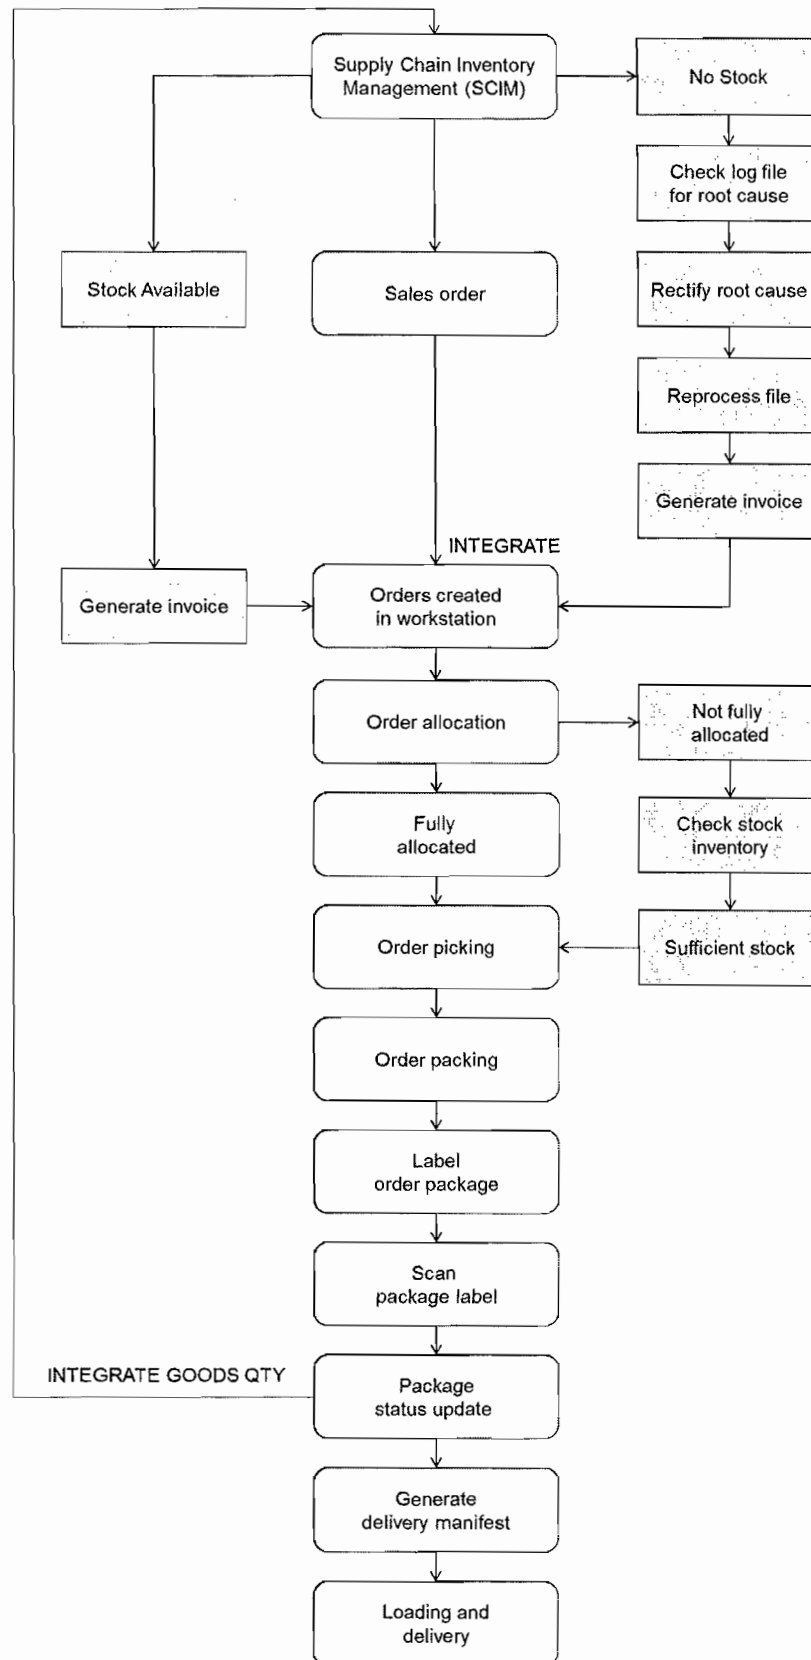 Supply Chain Inventory
Management (SCIM)
No Stock
Check log file
for root cause
Stock Available
Sales order
Rectify root cause
Reprocess file
Generate invoice
INTEGRATE
Generate invoice
Orders created
in workstation
Order allocation
Not fully
allocated
Fully
allocated
Check stock
inventory
Order picking
Sufficient stock
Order packing
Label
order package
Scan
package label
INTEGRATE GOODS QTY
Package
status update
Generate
delivery manifest
Loading and
delivery